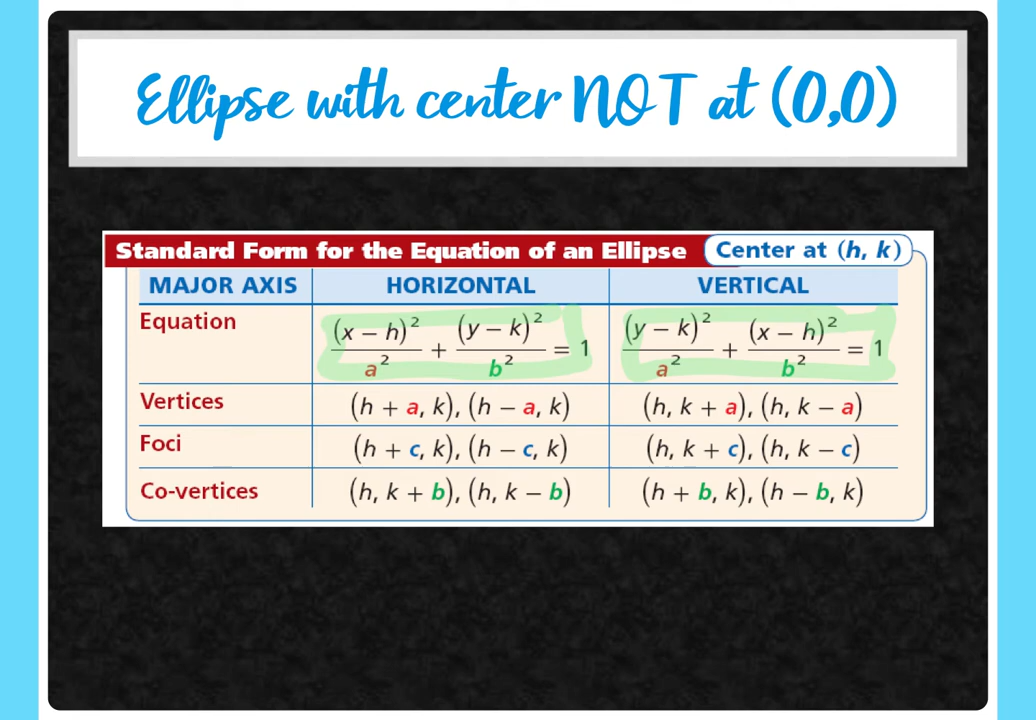 Ellipse with center NOT at (0,0)
Standard Form for the Equation of an Ellipse Center at (h, k)
MAJOR AXIS HORIZONTAL VERTICAL
Equation (x − h)²/a² + (y − k)²/b² = 1 (y − k)²/a² + (x − h)²/b² = 1
Vertices (h + a, k), (h − a, k) (h, k + a), (h, k − a)
Foci (h + c, k), (h − c, k) (h, k + c), (h, k − c)
Co-vertices (h, k + b), (h, k − b) (h + b, k), (h − b, k)